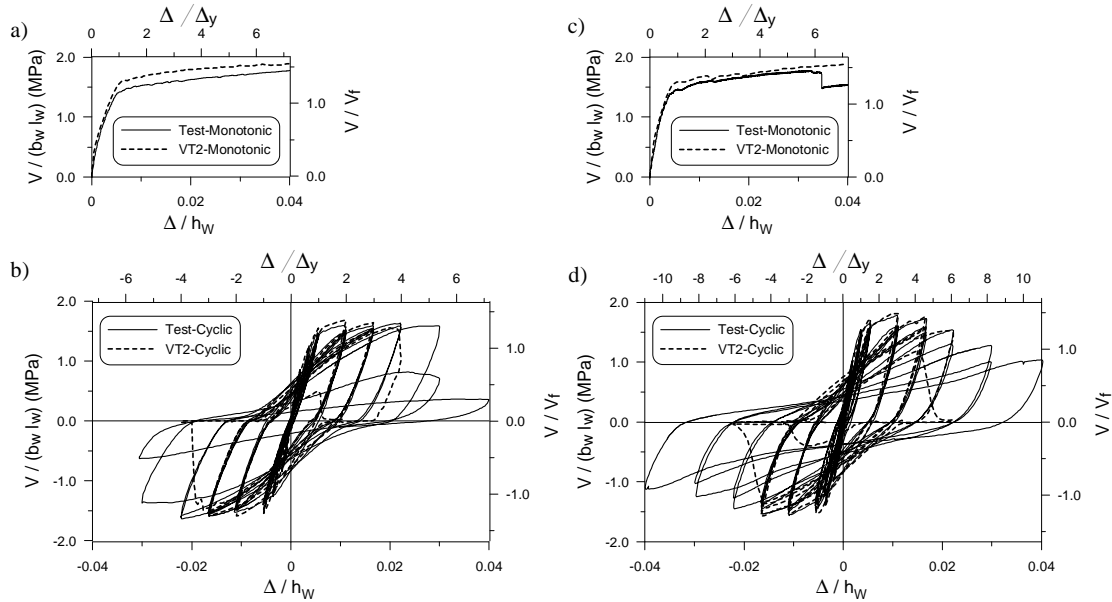 a)
Δ / Δy
0 2 4 6
2.0
1.0
0.0
V / (bw lw) (MPa)
Test-Monotonic
VT2-Monotonic
1.0
0.0
V / Vf
0 0.02 0.04
Δ / hW
c)
Δ / Δy
0 2 4 6 8
2.0
1.0
0.0
V / (bw lw) (MPa)
Test-Monotonic
VT2-Monotonic
1.0
0.0
V / Vf
0 0.02 0.04
Δ / hW
b)
Δ / Δy
-6 -4 -2 0 2 4 6
2.0
1.0
0.0
-1.0
-2.0
V / (bw lw) (MPa)
Test-Cyclic
VT2-Cyclic
1.0
0.0
-1.0
V / Vf
-0.04 -0.02 0 0.02 0.04
Δ / hW
d)
Δ / Δy
-10 -8 -6 -4 -2 0 2 4 6 8 10
2.0
1.0
0.0
-1.0
-2.0
V / (bw lw) (MPa)
Test-Cyclic
VT2-Cyclic
1.0
0.0
-1.0
V / Vf
-0.04 -0.02 0 0.02 0.04
Δ / hW